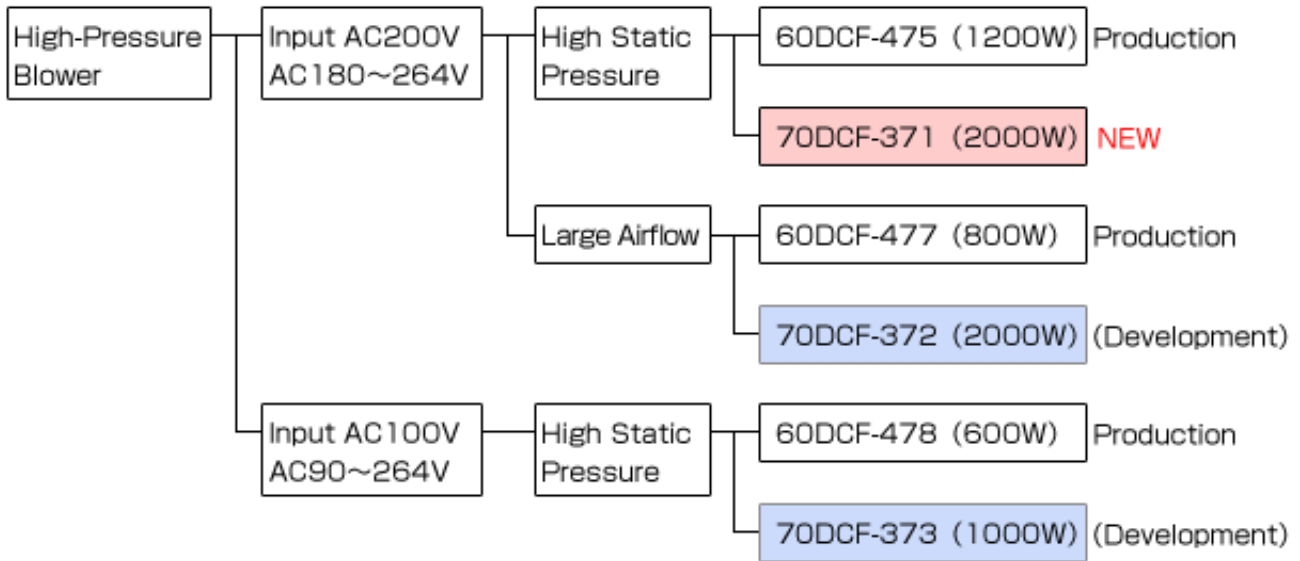 High-Pressure
Blower
Input AC200V
AC180～264V
High Static
Pressure
60DCF-475 (1200W) Production
70DCF-371 (2000W) NEW
Large Airflow
60DCF-477 (800W) Production
70DCF-372 (2000W) (Development)
Input AC100V
AC90～264V
High Static
Pressure
60DCF-478 (600W) Production
70DCF-373 (1000W) (Development)